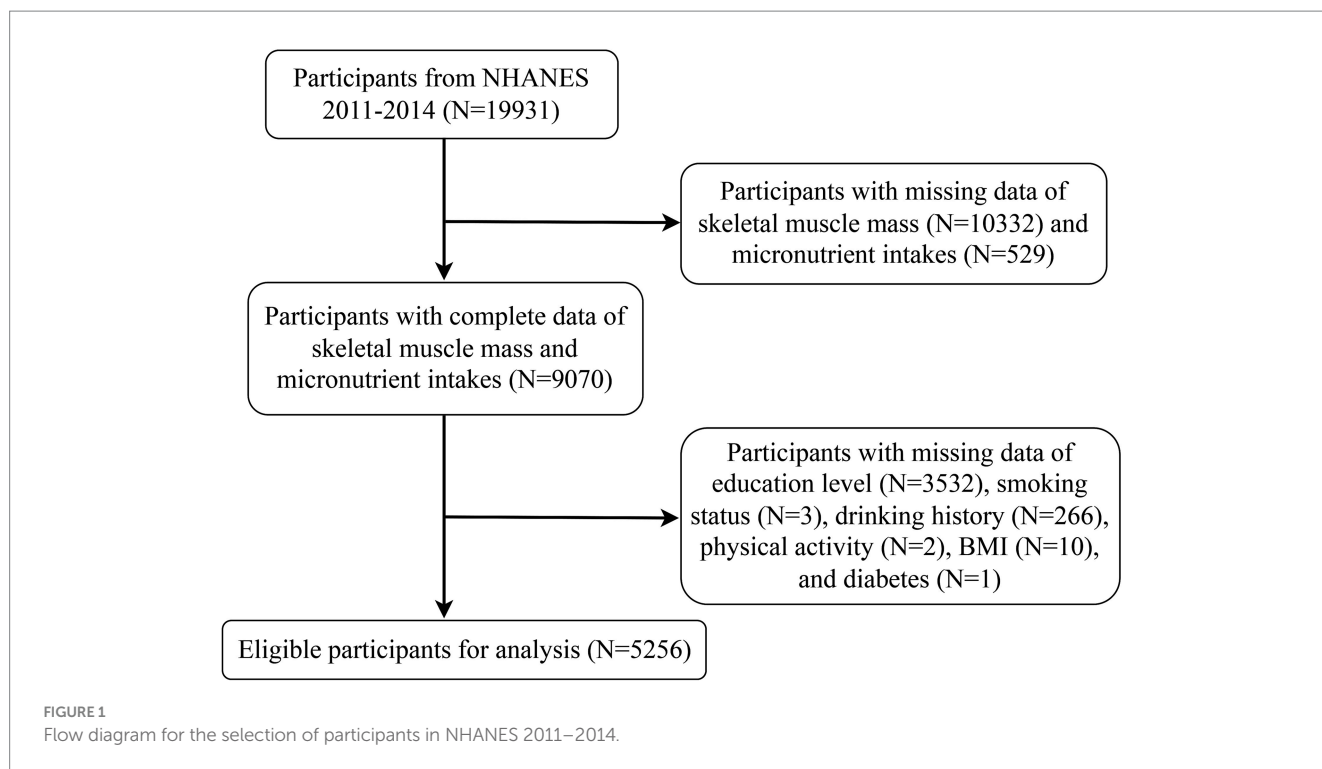 Participants from NHANES
2011-2014 (N=19931)
Participants with missing data of
skeletal muscle mass (N=10332) and
micronutrient intakes (N=529)
Participants with complete data of
skeletal muscle mass and
micronutrient intakes (N=9070)
Participants with missing data of
education level (N=3532), smoking
status (N=3), drinking history (N=266),
physical activity (N=2), BMI (N=10),
and diabetes (N=1)
Eligible participants for analysis (N=5256)
FIGURE 1
Flow diagram for the selection of participants in NHANES 2011–2014.